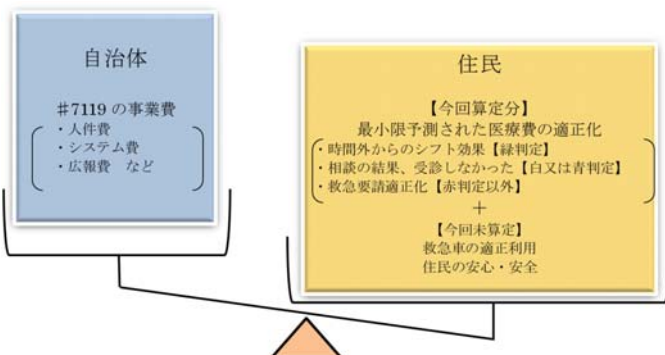 自治体
♯7119 の事業費
・人件費
・システム費
・広報費　など
住民
【今回算定分】
最小限予測された医療費の適正化
・時間外からのシフト効果【緑判定】
・相談の結果、受診しなかった【白又は青判定】
・救急要請適正化【赤判定以外】
＋
【今回未算定】
救急車の適正利用
住民の安心・安全